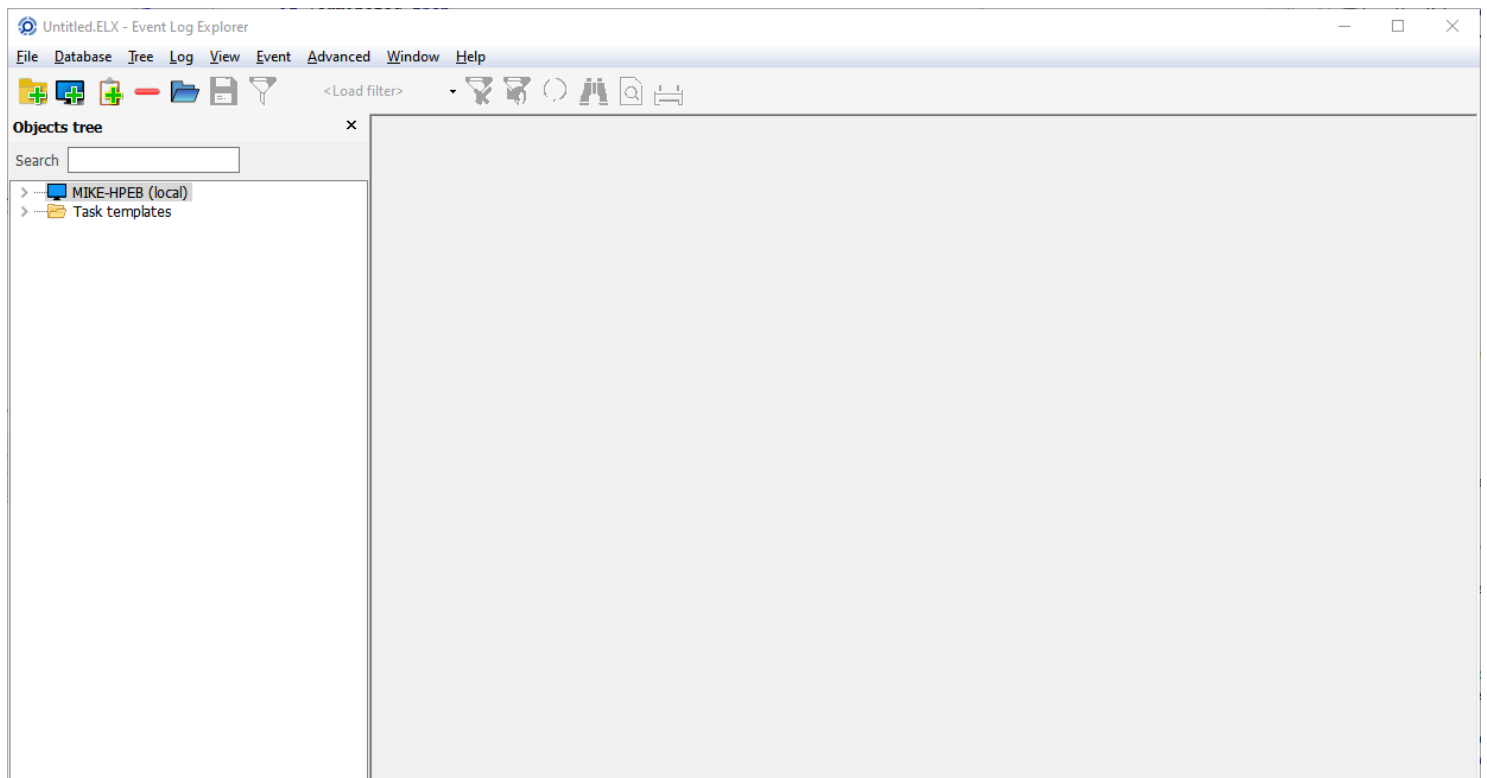 Untitled.ELX - Event Log Explorer
File Database Tree Log View Event Advanced Window Help
<Load filter>
Objects tree
Search
MIKE-HPEB (local)
Task templates